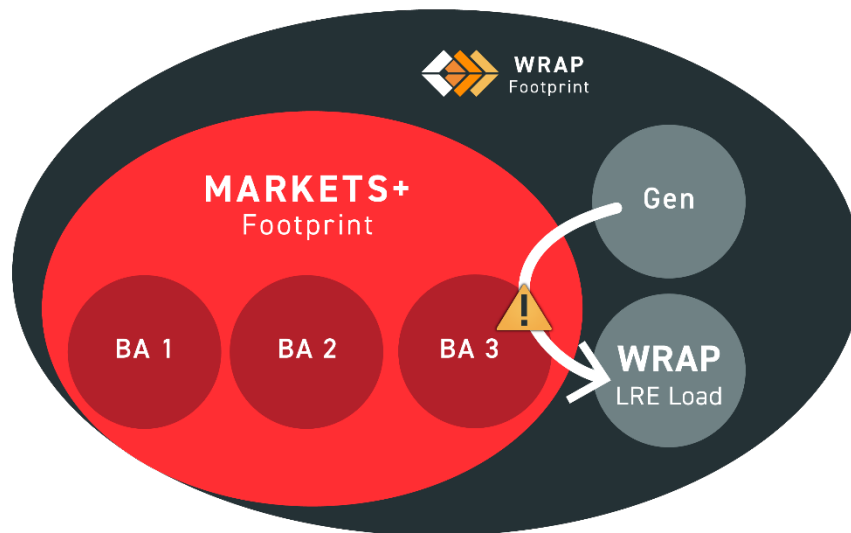 WRAP
Footprint
MARKETS+
Footprint
Gen
BA 1
BA 2
BA 3
!
WRAP
LRE Load